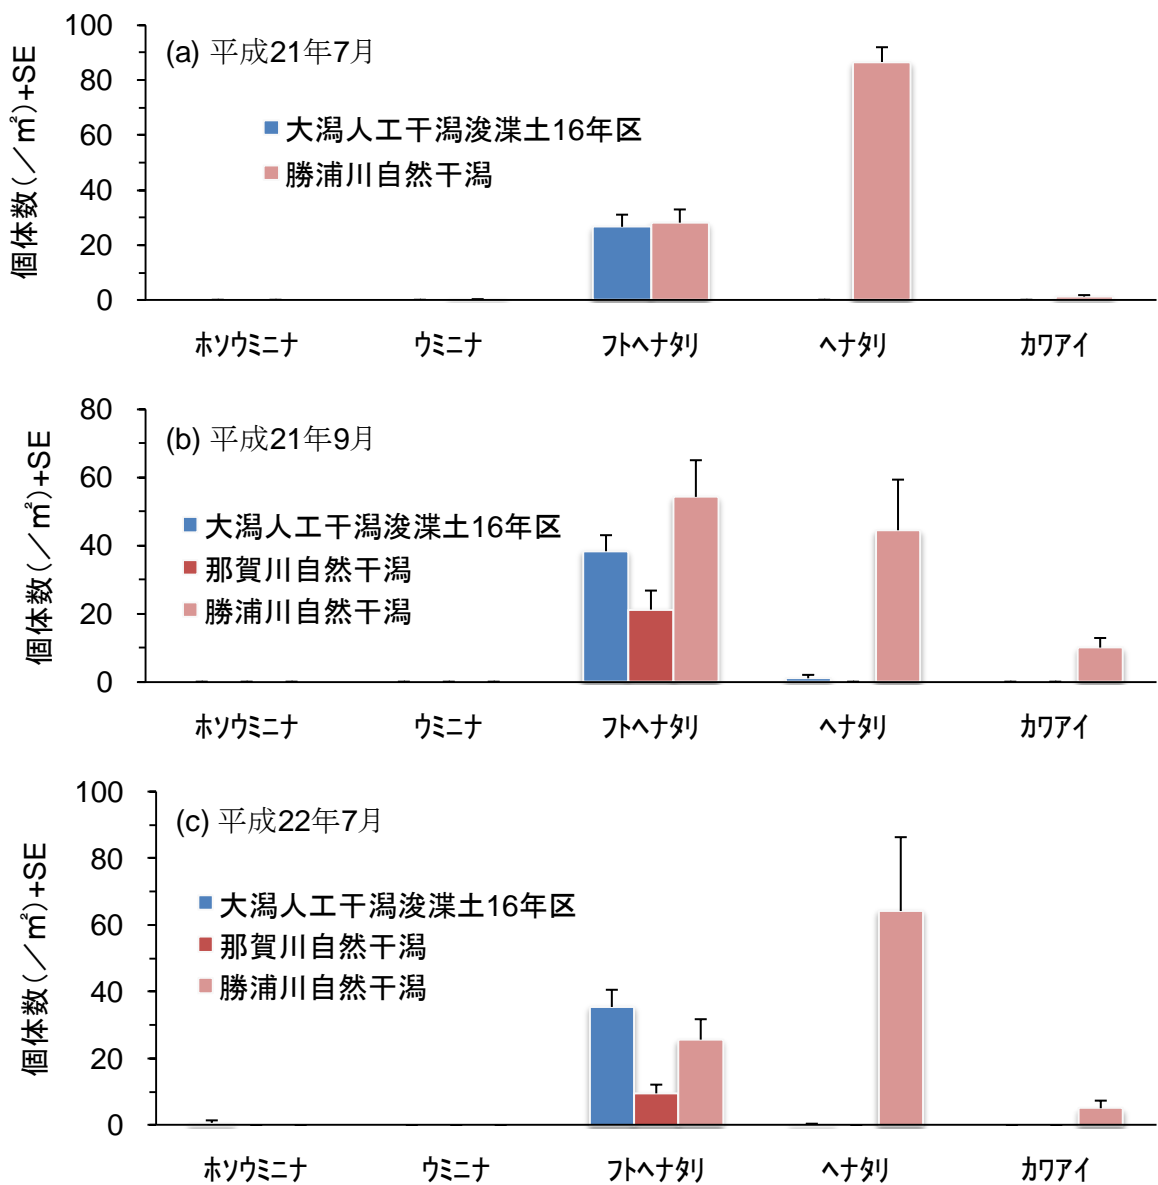 個体数(／㎡)+SE
(a) 平成21年7月
大潟人工干潟浚渫土16年区
勝浦川自然干潟
100
80
60
40
20
0
ホソウミニナ ウミニナ フトヘナタリ ヘナタリ カワアイ
個体数(／㎡)+SE
(b) 平成21年9月
大潟人工干潟浚渫土16年区
那賀川自然干潟
勝浦川自然干潟
80
60
40
20
0
ホソウミニナ ウミニナ フトヘナタリ ヘナタリ カワアイ
個体数(／㎡)+SE
(c) 平成22年7月
大潟人工干潟浚渫土16年区
那賀川自然干潟
勝浦川自然干潟
100
80
60
40
20
0
ホソウミニナ ウミニナ フトヘナタリ ヘナタリ カワアイ